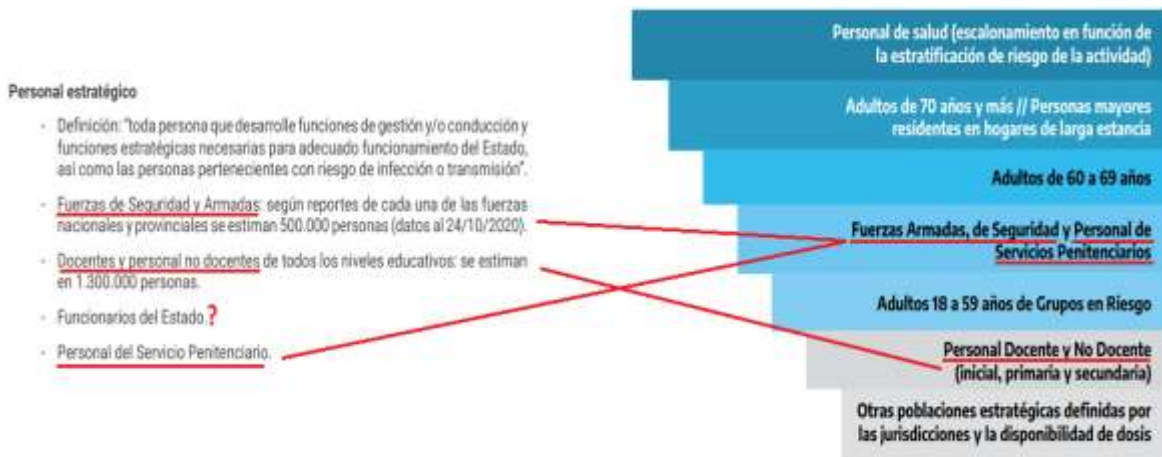 Personal estratégico
- Definición: "toda persona que desarrolle funciones de gestión y/o conducción y
funciones estratégicas necesarias para adecuado funcionamiento del Estado,
así como las personas pertenecientes con riesgo de infección o transmisión".
- Fuerzas de Seguridad y Armadas: según reportes de cada una de las fuerzas
nacionales y provinciales se estiman 500.000 personas (datos al 24/10/2020).
- Docentes y personal no docentes de todos los niveles educativos: se estiman
en 1.300.000 personas.
- Funcionarios del Estado.?
- Personal del Servicio Penitenciario.
Personal de salud (escalonamiento en función de
la estratificación de riesgo de la actividad)
Adultos de 70 años y más // Personas mayores
residentes en hogares de larga estancia
Adultos de 60 a 69 años
Fuerzas Armadas, de Seguridad y Personal de
Servicios Penitenciarios
Adultos 18 a 59 años de Grupos en Riesgo
Personal Docente y No Docente
(inicial, primaria y secundaria)
Otras poblaciones estratégicas definidas por
las jurisdicciones y la disponibilidad de dosis